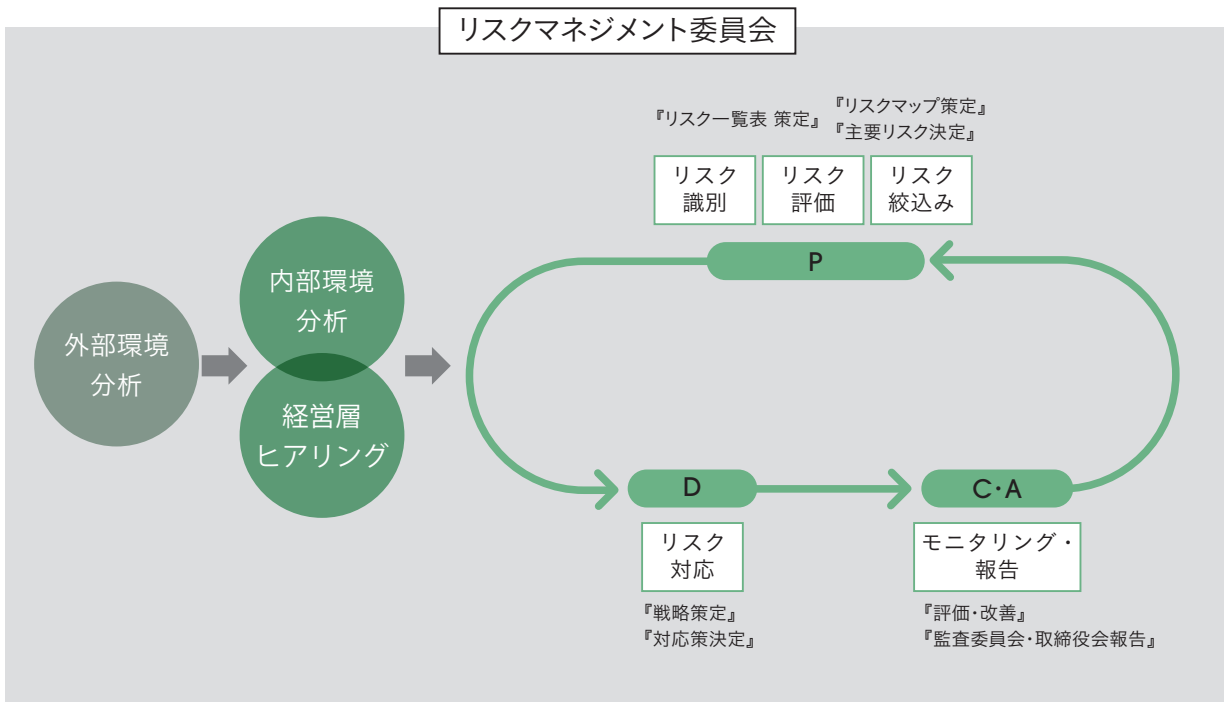 リスクマネジメント委員会
『リスク一覧表 策定』
『リスクマップ策定』
『主要リスク決定』
リスク
識別
リスク
評価
リスク
絞込み
P
外部環境
分析
内部環境
分析
経営層
ヒアリング
D
リスク
対応
『戦略策定』
『対応策決定』
C・A
モニタリング・
報告
『評価・改善』
『監査委員会・取締役会報告』